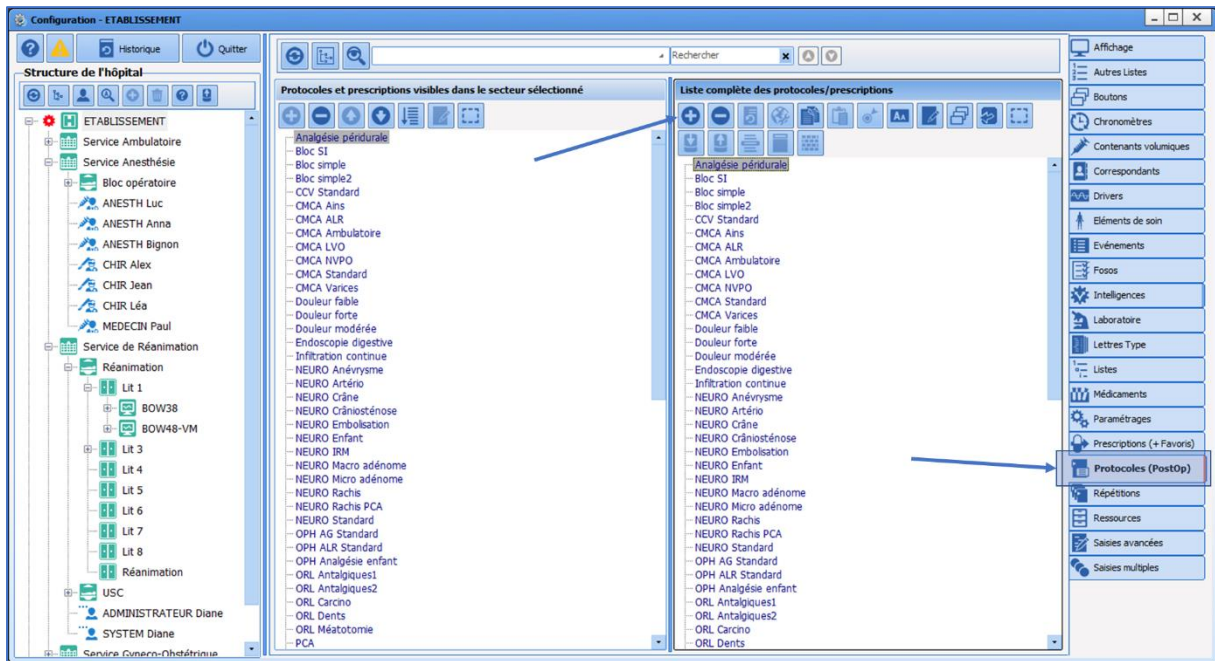 Configuration - ETABLISSEMENT
Historique
Quitter
Structure de l'hôpital
ETABLISSEMENT
Service Ambulatoire
Service Anesthésie
Bloc opératoire
ANESTH Luc
ANESTH Anna
ANESTH Bignon
CHIR Alex
CHIR Jean
CHIR Léa
MEDECIN Paul
Service de Réanimation
Réanimation
Lit 1
BOW38
BOW48-VM
Lit 3
Lit 4
Lit 5
Lit 6
Lit 7
Lit 8
Réanimation
USC
ADMINISTRATEUR Diane
SYSTEM Diane
Service Gyneco-Obstétrique
Rechercher
Protocoles et prescriptions visibles dans le secteur sélectionné
Analgésie péridurale
Bloc SI
Bloc simple
Bloc simple2
CCV Standard
CMCA Ains
CMCA ALR
CMCA Ambulatoire
CMCA LVO
CMCA NVPO
CMCA Standard
CMCA Varices
Douleur faible
Douleur forte
Douleur modérée
Endoscopie digestive
Infiltration continue
NEURO Anévrysme
NEURO Artério
NEURO Crâne
NEURO Crâniosténose
NEURO Embolisation
NEURO Enfant
NEURO IRM
NEURO Macro adénome
NEURO Micro adénome
NEURO Rachis
NEURO Rachis PCA
NEURO Standard
OPH AG Standard
OPH ALR Standard
OPH Analgésie enfant
ORL Antalgiques1
ORL Antalgiques2
ORL Carcino
ORL Dents
ORL Méatotomie
PCA
Liste complète des protocoles/prescriptions
Analgésie péridurale
Bloc SI
Bloc simple
Bloc simple2
CCV Standard
CMCA Ains
CMCA ALR
CMCA Ambulatoire
CMCA LVO
CMCA NVPO
CMCA Standard
CMCA Varices
Douleur faible
Douleur forte
Douleur modérée
Endoscopie digestive
Infiltration continue
NEURO Anévrysme
NEURO Artério
NEURO Crâne
NEURO Crâniosténose
NEURO Embolisation
NEURO Enfant
NEURO IRM
NEURO Macro adénome
NEURO Micro adénome
NEURO Rachis
NEURO Rachis PCA
NEURO Standard
OPH AG Standard
OPH ALR Standard
OPH Analgésie enfant
ORL Antalgiques1
ORL Antalgiques2
ORL Carcino
ORL Dents
Affichage
Autres Listes
Boutons
Chronomètres
Contenants volumiques
Correspondants
Drivers
Eléments de soin
Evénements
Fosos
Intelligences
Laboratoire
Lettres Type
Listes
Médicaments
Paramétrages
Prescriptions (+ Favoris)
Protocoles (PostOp)
Répétitions
Ressources
Saisies avancées
Saisies multiples